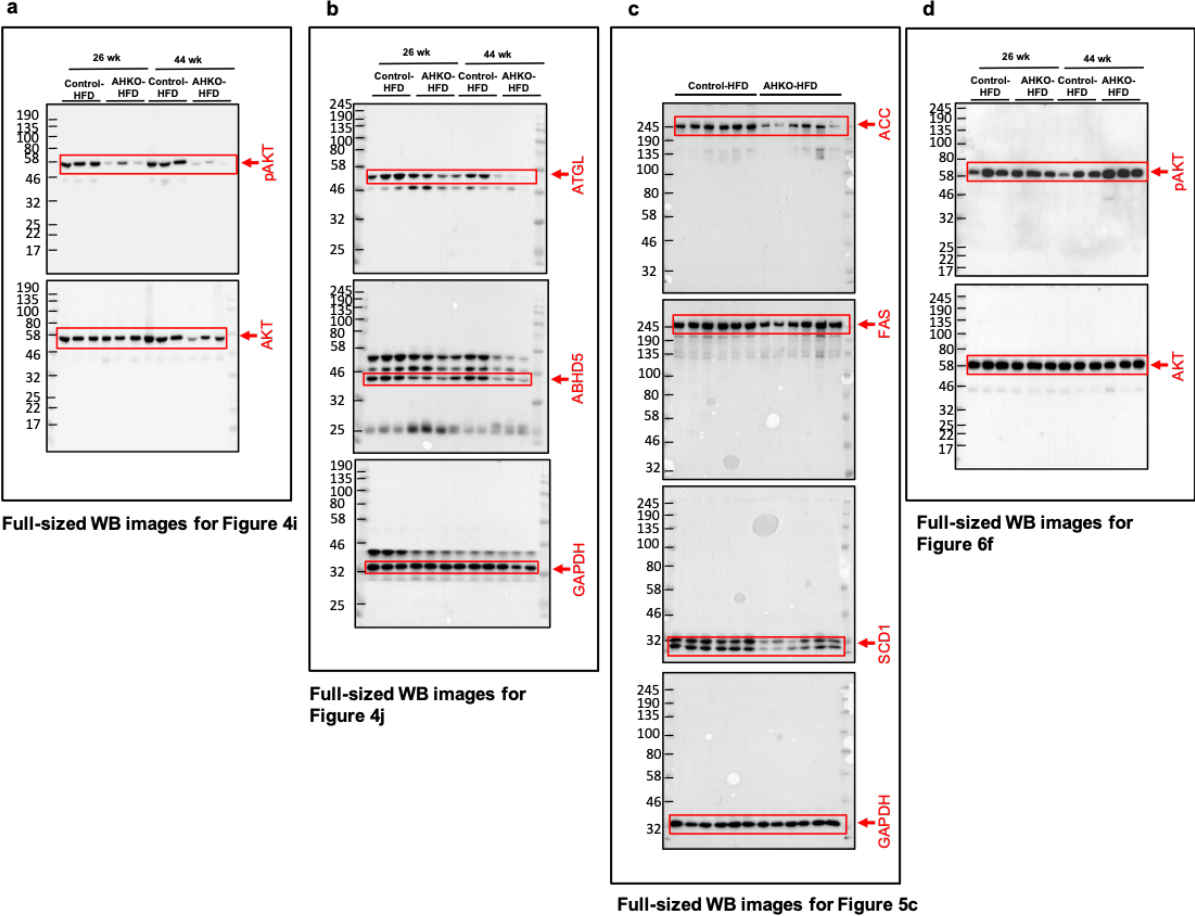 a
26 wk
44 wk
Control-HFD
AHKO-HFD
Control-HFD
AHKO-HFD
190
135
100
80
58
46
32
25
22
17
pAKT
190
135
100
80
58
46
32
25
22
17
AKT
Full-sized WB images for Figure 4i
b
26 wk
44 wk
Control-HFD
AHKO-HFD
Control-HFD
AHKO-HFD
245
190
135
100
80
58
46
32
25
ATGL
245
190
135
100
80
58
46
32
25
ABHD5
190
135
100
80
58
46
32
25
GAPDH
Full-sized WB images for
Figure 4j
c
Control-HFD
AHKO-HFD
245
190
135
100
80
58
46
32
ACC
245
190
135
100
80
58
46
32
FAS
245
190
135
100
80
58
46
32
SCD1
245
190
135
100
80
58
46
32
GAPDH
Full-sized WB images for Figure 5c
d
26 wk
44 wk
Control-HFD
AHKO-HFD
Control-HFD
AHKO-HFD
245
190
135
100
80
58
46
32
25
22
17
pAKT
245
190
135
100
80
58
46
32
25
22
17
AKT
Full-sized WB images for
Figure 6f